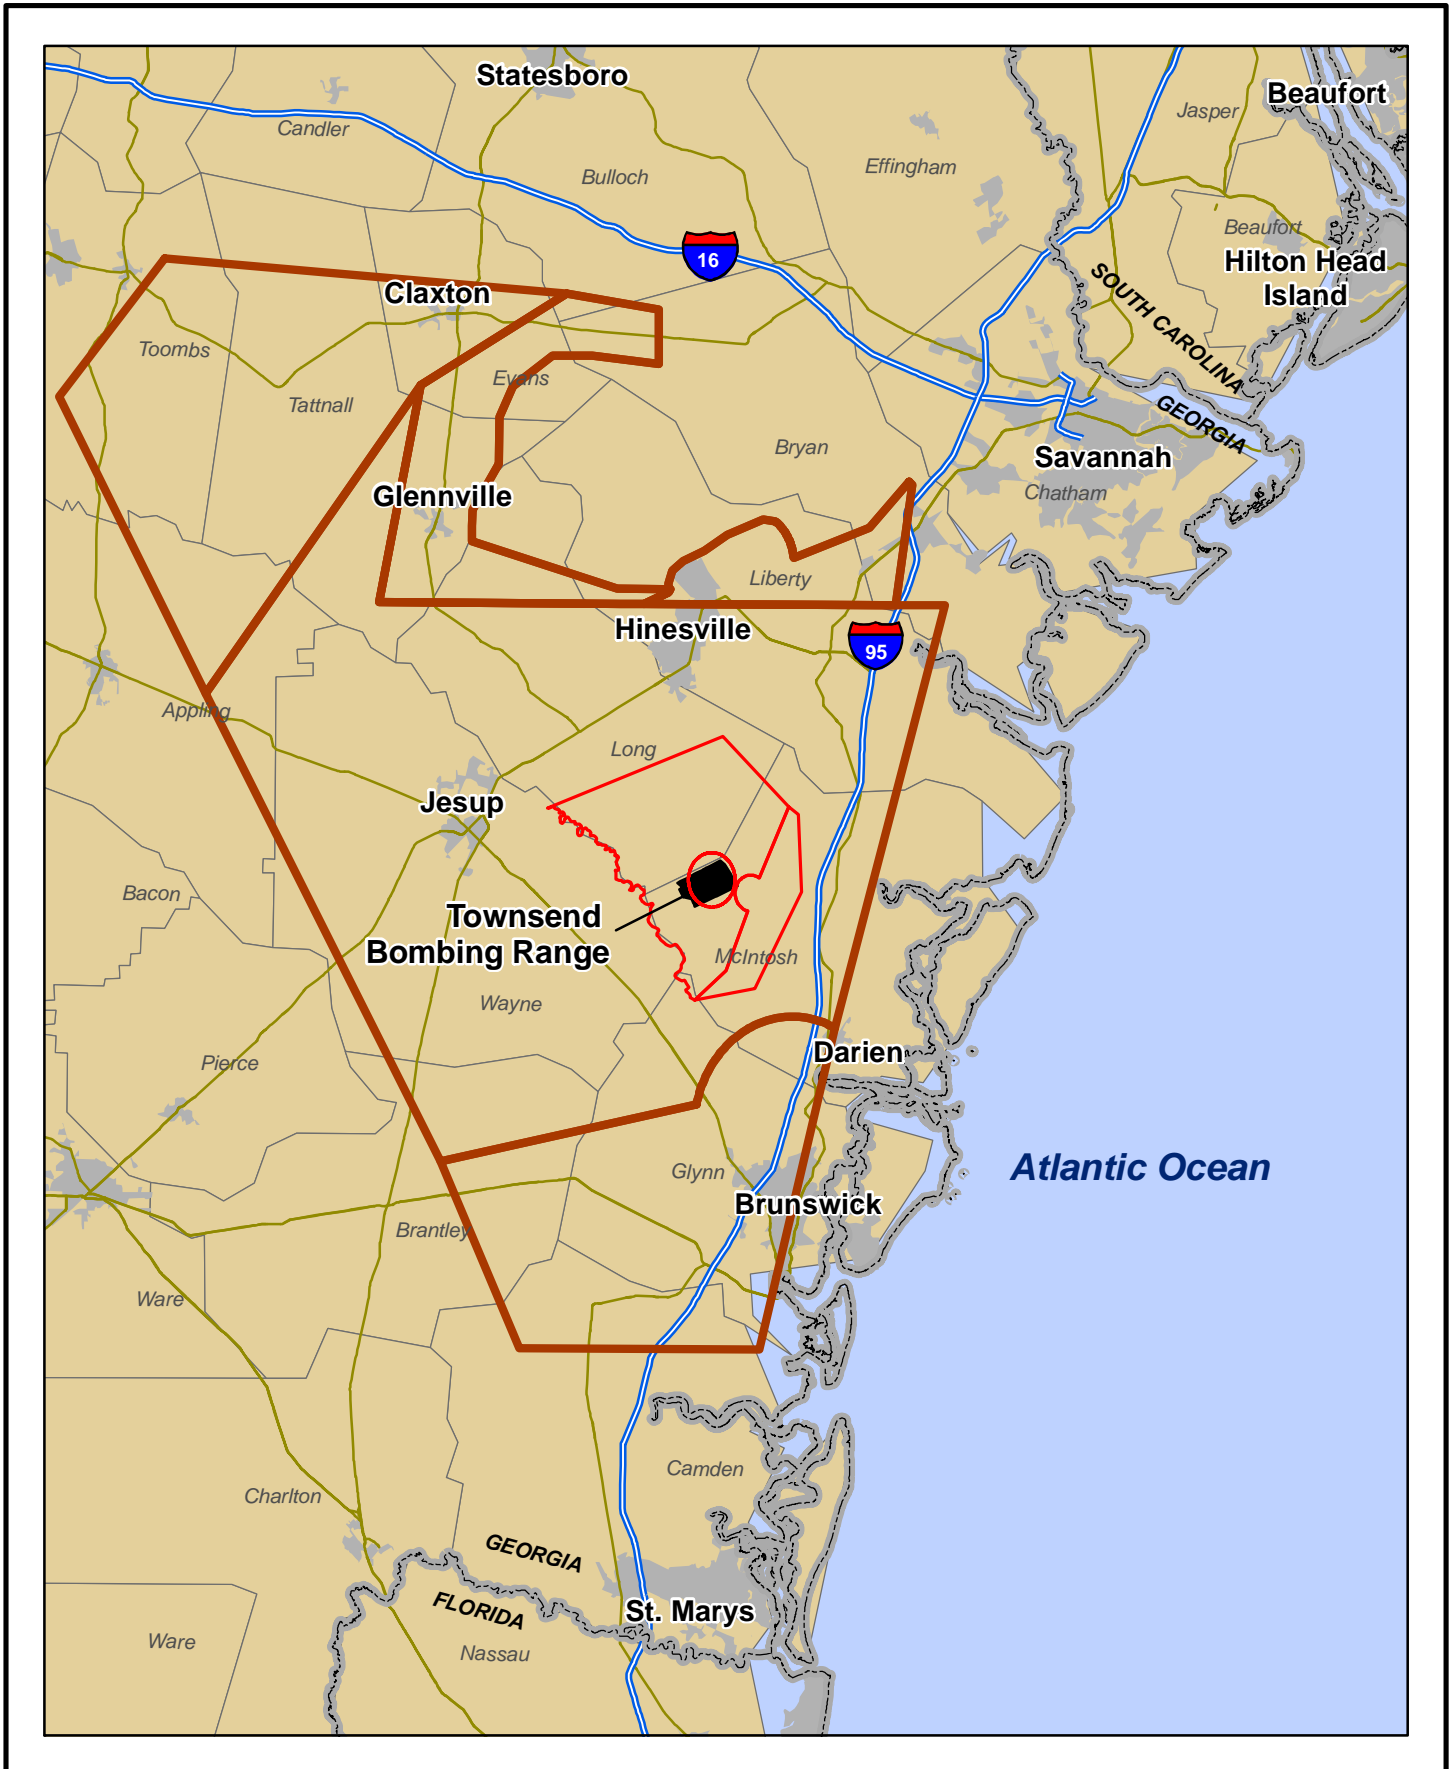 Statesboro
Beaufort
Jasper
Candler
Effingham
Bulloch
Beaufort
16
Hilton Head
Island
SOUTH CAROLINA
Claxton
Toombs
Evans
Tattnall
GEORGIA
Bryan
Savannah
Chatham
Glennville
Liberty
Hinesville
95
Appling
Long
Jesup
Bacon
Townsend
Bombing Range
McIntosh
Wayne
Darien
Pierce
Atlantic Ocean
Glynn
Brunswick
Brantley
Ware
Camden
Charlton
GEORGIA
FLORIDA
St. Marys
Ware
Nassau